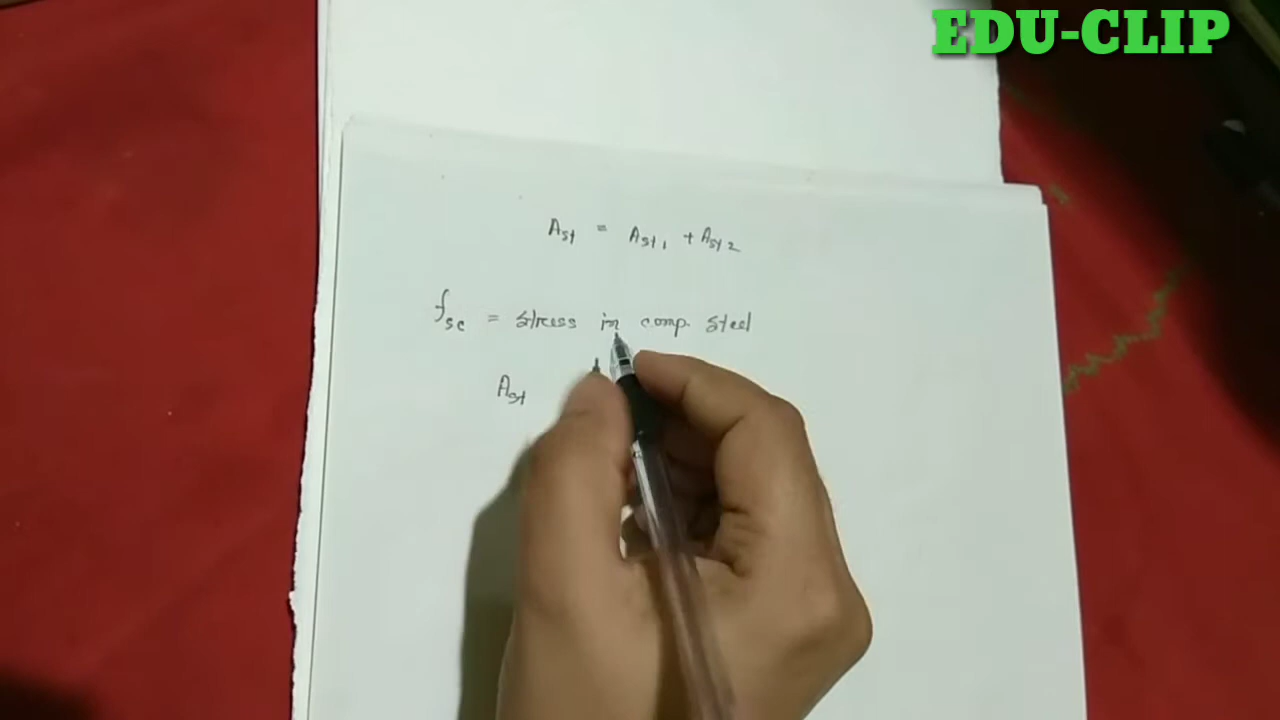 EDU-CLIP
Ast = Ast1 + Ast2
fsc = stress in comp. steel
Ast